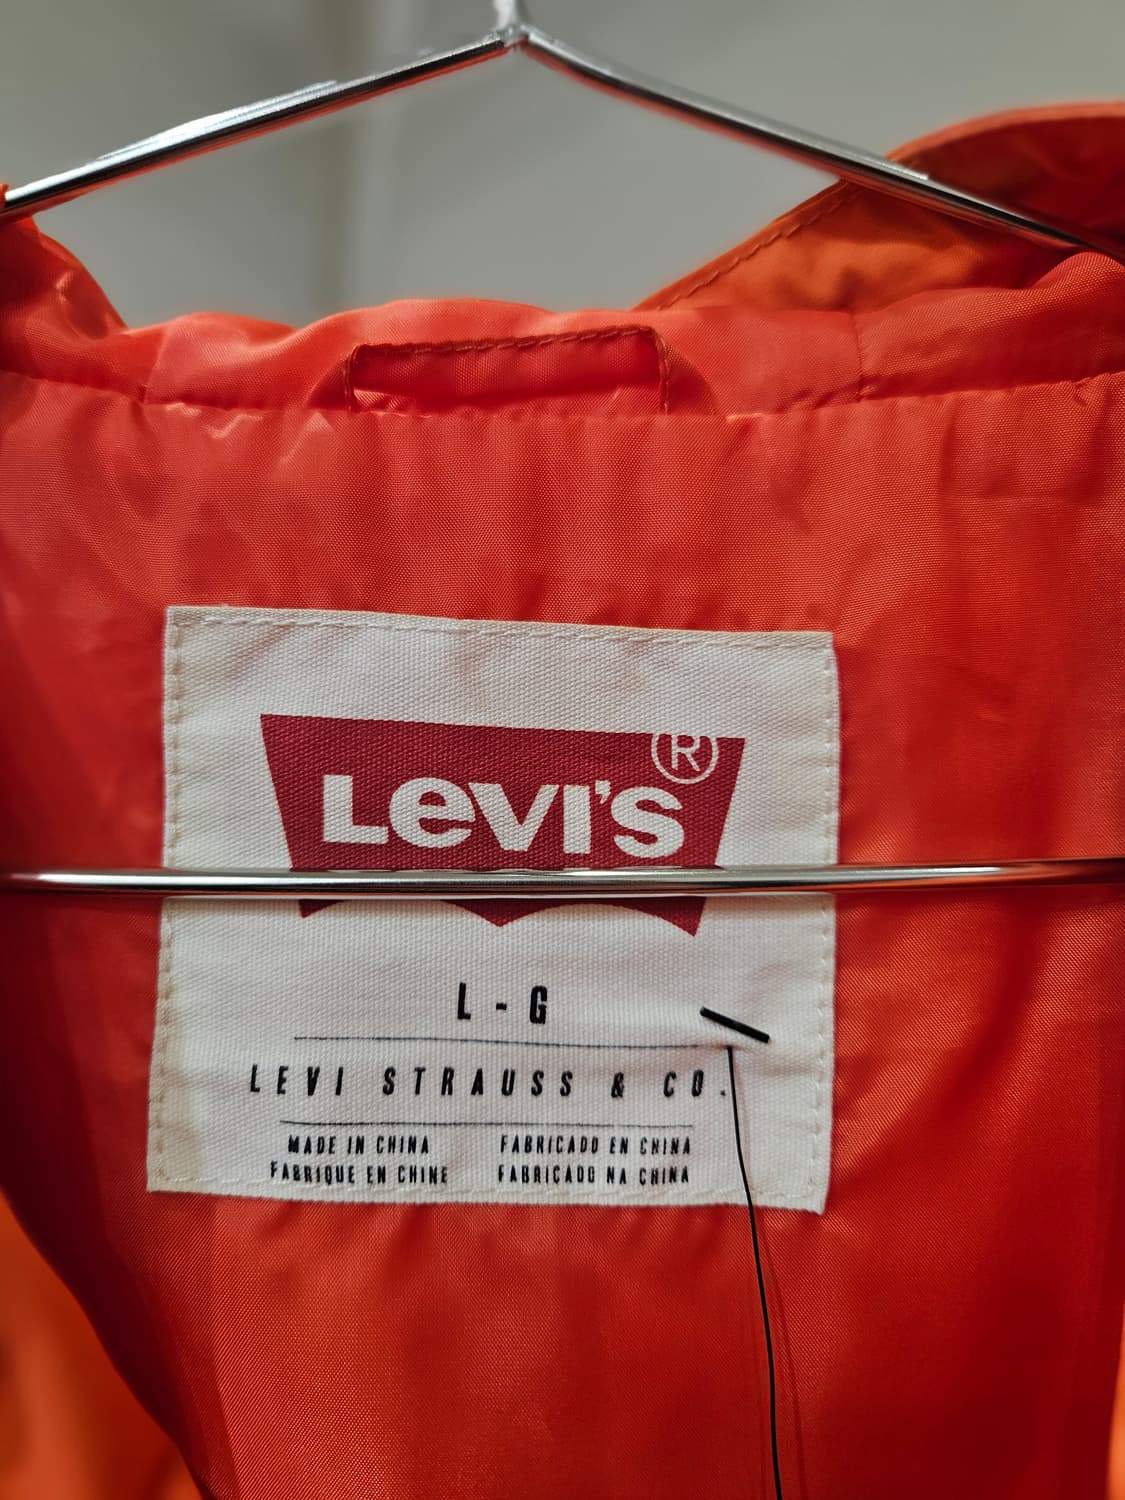 LEVI'S®
L - G
LEVI STRAUSS & CO.
MADE IN CHINA FABRICADO EN CHINA
FABRIQUE EN CHINE FABRICADO NA CHINA